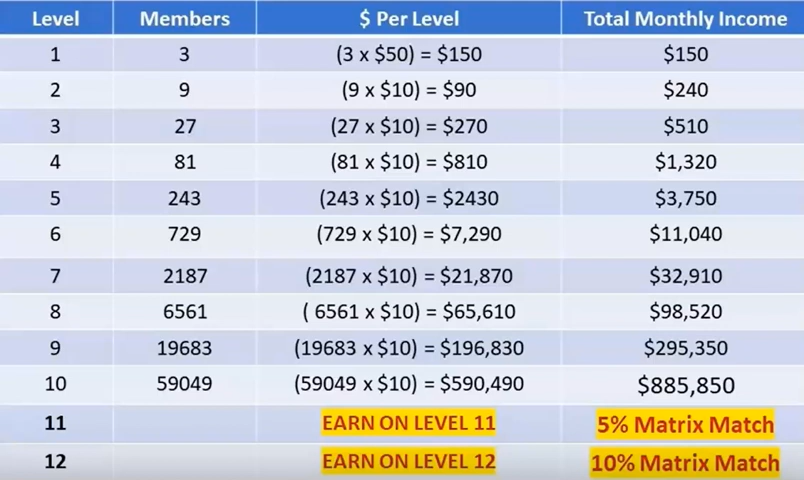 Level Members $ Per Level Total Monthly Income
1 3 (3 x $50) = $150 $150
2 9 (9 x $10) = $90 $240
3 27 (27 x $10) = $270 $510
4 81 (81 x $10) = $810 $1,320
5 243 (243 x $10) = $2430 $3,750
6 729 (729 x $10) = $7,290 $11,040
7 2187 (2187 x $10) = $21,870 $32,910
8 6561 ( 6561 x $10) = $65,610 $98,520
9 19683 (19683 x $10) = $196,830 $295,350
10 59049 (59049 x $10) = $590,490 $885,850
11 EARN ON LEVEL 11 5% Matrix Match
12 EARN ON LEVEL 12 10% Matrix Match